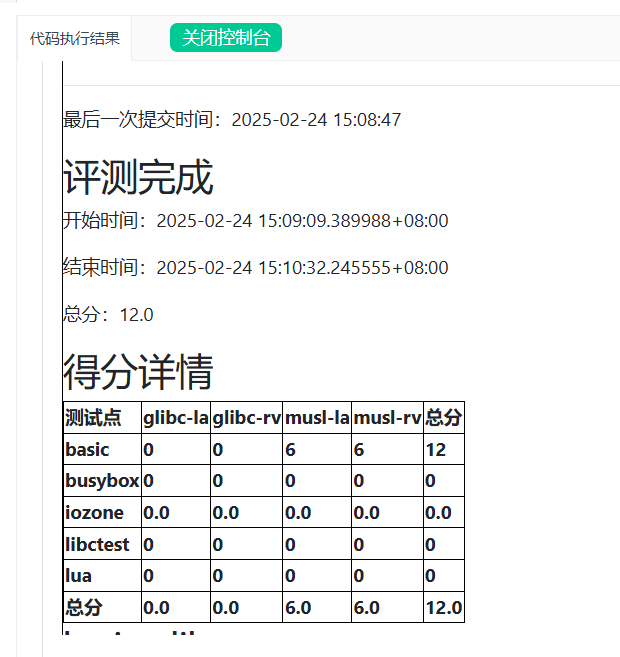 代码执行结果 关闭控制台
最后一次提交时间：2025-02-24 15:08:47
评测完成
开始时间：2025-02-24 15:09:09.389988+08:00
结束时间：2025-02-24 15:10:32.245555+08:00
总分：12.0
得分详情
测试点 glibc-la glibc-rv musl-la musl-rv 总分
basic 0 0 6 6 12
busybox 0 0 0 0 0
iozone 0.0 0.0 0.0 0.0 0.0
libctest 0 0 0 0 0
lua 0 0 0 0 0
总分 0.0 0.0 6.0 6.0 12.0